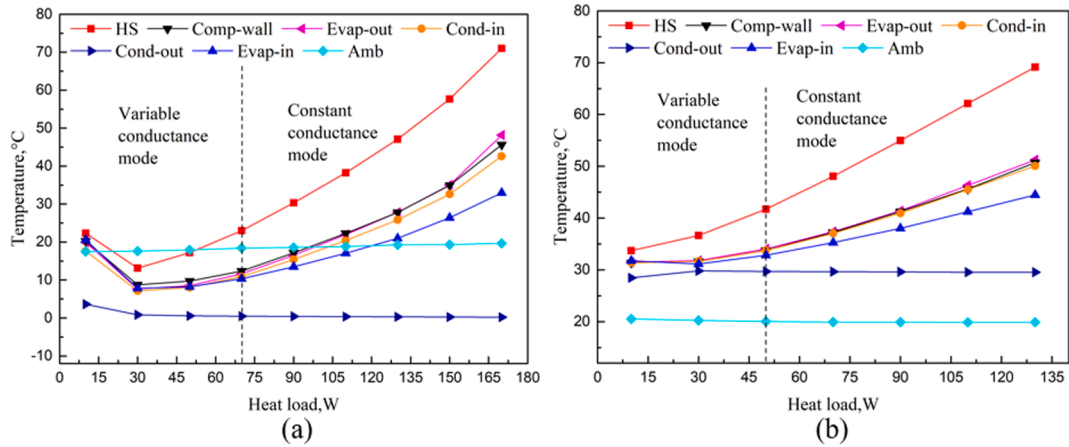 HS Comp-wall Evap-out Cond-in
Cond-out Evap-in Amb
Variable
conductance
mode
Constant
conductance
mode
Temperature,°C
80
70
60
50
40
30
20
10
0
-10
0 15 30 45 60 75 90 105 120 135 150 165 180
Heat load,W
(a)
HS Comp-wall Evap-out Cond-in
Cond-out Evap-in Amb
Variable
conductance
mode
Constant
conductance
mode
Temperature,°C
80
70
60
50
40
30
20
0 15 30 45 60 75 90 105 120 135
Heat load,W
(b)